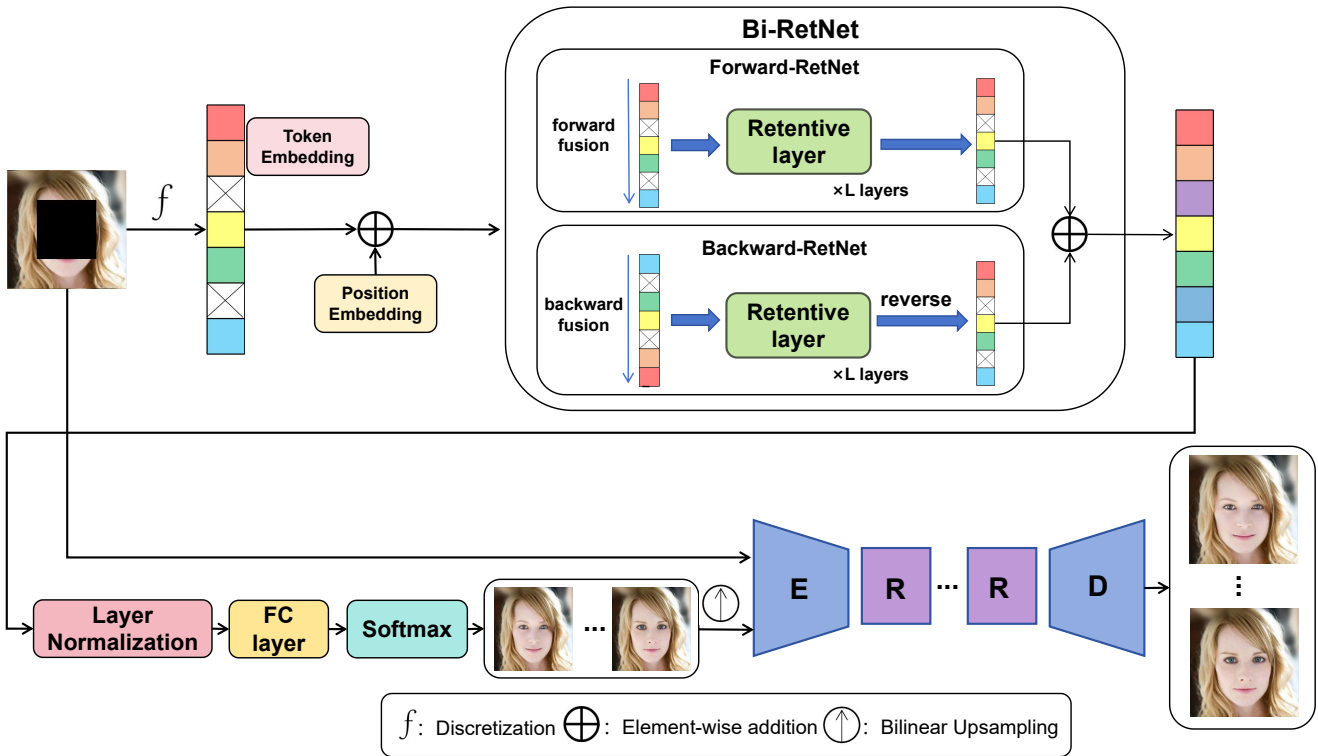 Bi-RetNet
Forward-RetNet
forward
fusion
Retentive
layer
×L layers
Token
Embedding
f
Position
Embedding
Backward-RetNet
backward
fusion
Retentive
layer
reverse
×L layers
E
R
...
R
D
Layer
Normalization
FC
layer
Softmax
...
f: Discretization ⊕: Element-wise addition ↑: Bilinear Upsampling